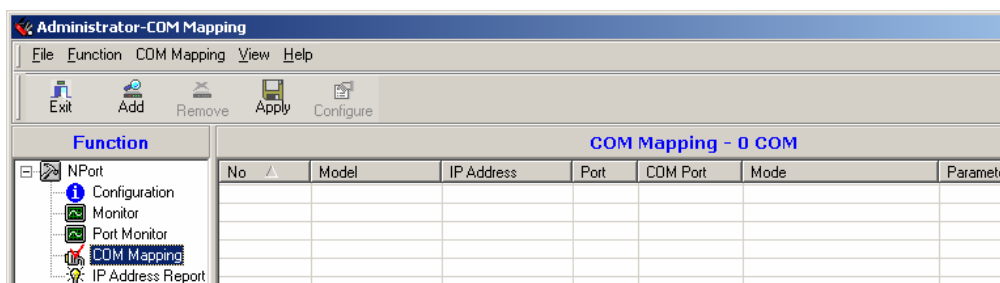 Administrator-COM Mapping
File Function COM Mapping View Help
Exit Add Remove Apply Configure
Function COM Mapping - 0 COM
No Model IP Address Port COM Port Mode Paramete
NPort
Configuration
Monitor
Port Monitor
COM Mapping
IP Address Report